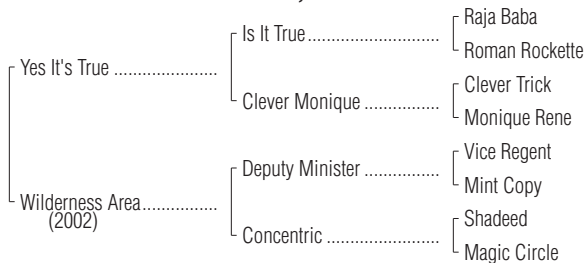 Raja Baba
Is It True
Roman Rockette
Yes It's True
Clever Trick
Clever Monique
Monique Rene
Vice Regent
Deputy Minister
Mint Copy
Wilderness Area
(2002)
Shadeed
Concentric
Magic Circle